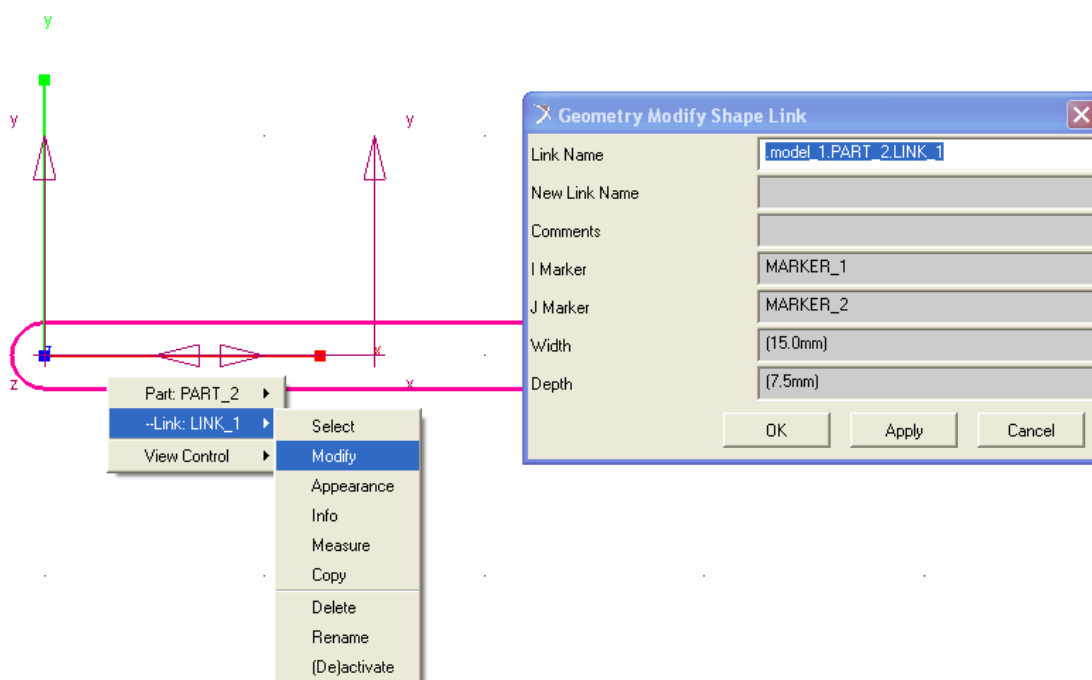 y
y
y
z
x
z
x
Part: PART_2
--Link: LINK_1
View Control
Select
Modify
Appearance
Info
Measure
Copy
Delete
Rename
(De)activate
Geometry Modify Shape Link
Link Name .model_1.PART_2.LINK_1
New Link Name
Comments
I Marker MARKER_1
J Marker MARKER_2
Width (15.0mm)
Depth (7.5mm)
OK Apply Cancel